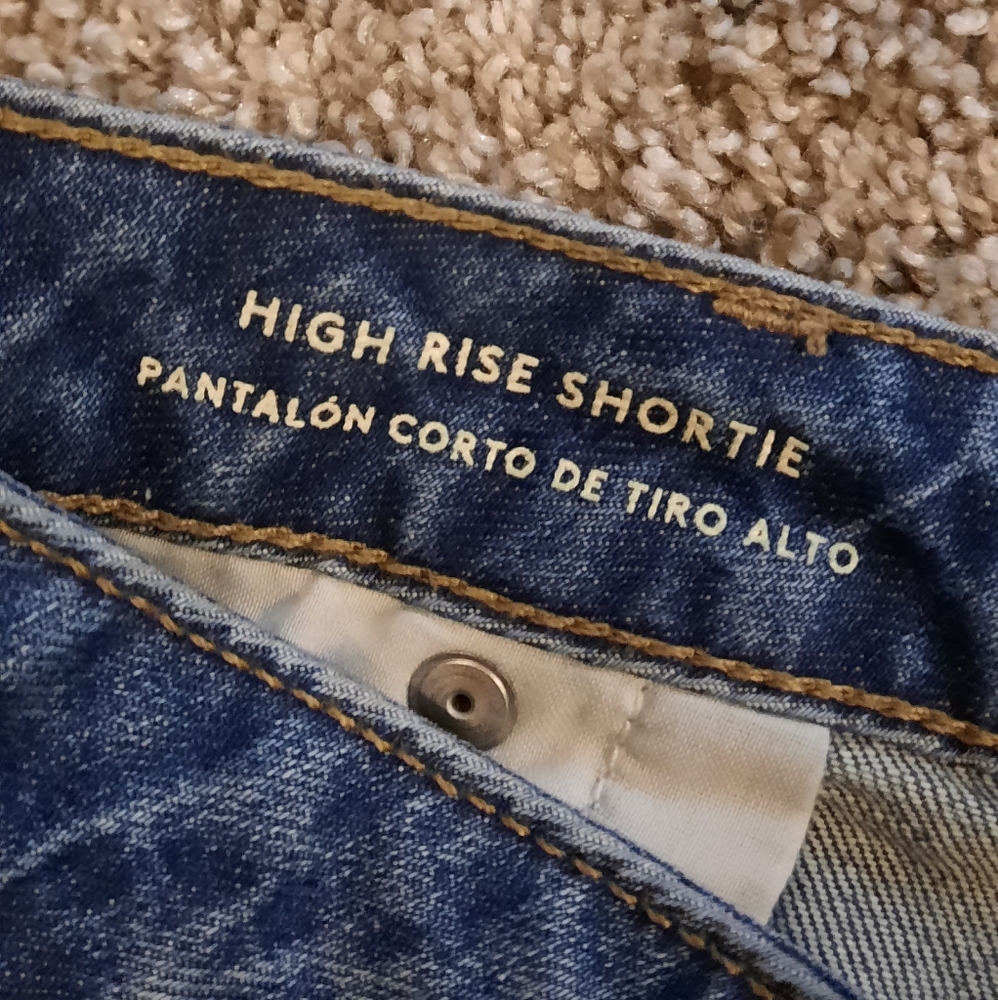 HIGH RISE SHORTIE
PANTALÓN CORTO DE TIRO ALTO